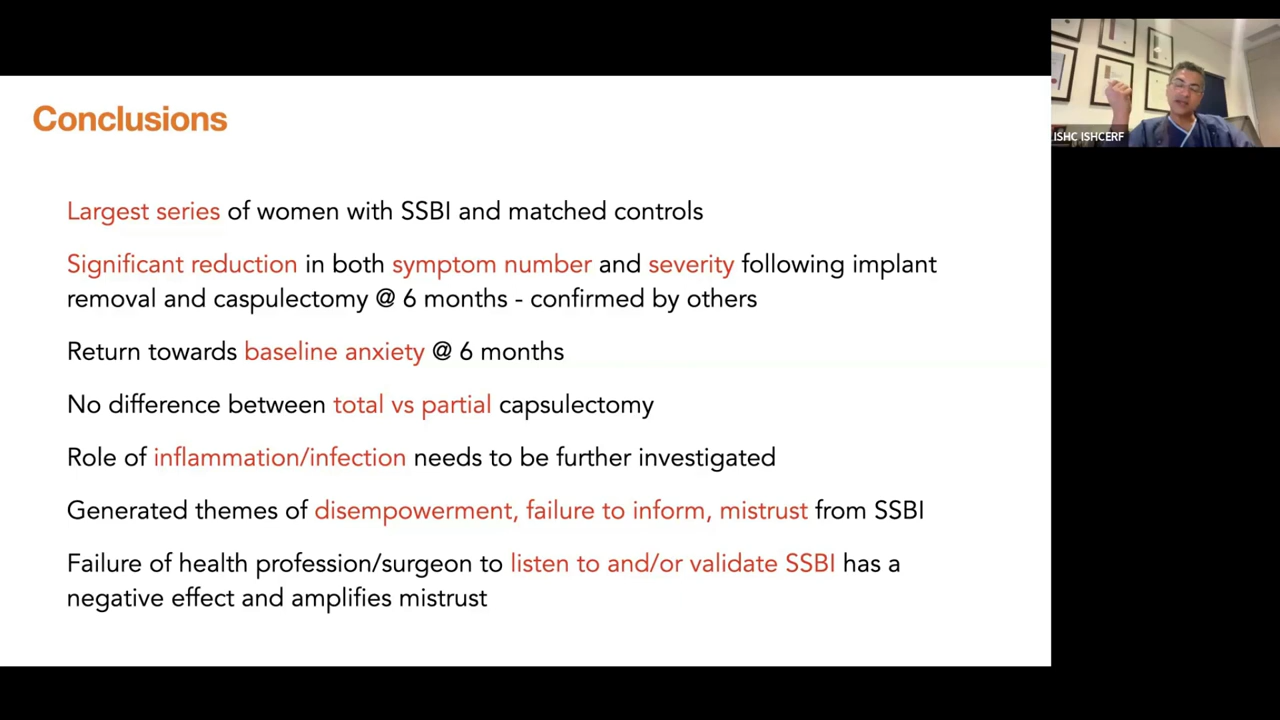 Conclusions
Largest series of women with SSBI and matched controls
Significant reduction in both symptom number and severity following implant
removal and caspulectomy @ 6 months - confirmed by others
Return towards baseline anxiety @ 6 months
No difference between total vs partial capsulectomy
Role of inflammation/infection needs to be further investigated
Generated themes of disempowerment, failure to inform, mistrust from SSBI
Failure of health profession/surgeon to listen to and/or validate SSBI has a
negative effect and amplifies mistrust
ISHC ISHCERF